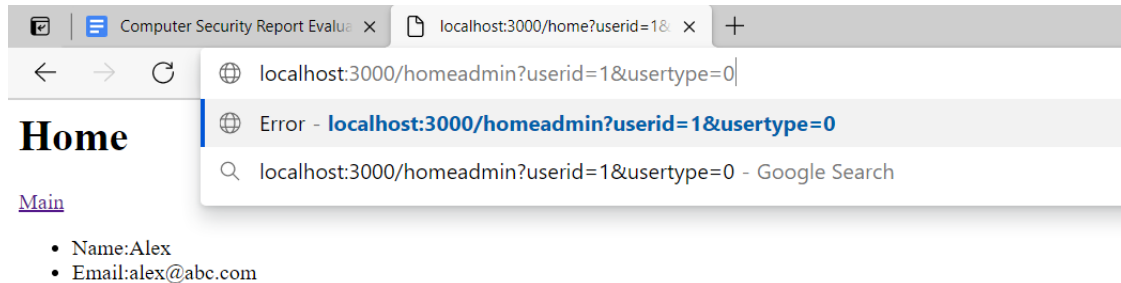 Computer Security Report Evalua
localhost:3000/home?userid=1&
localhost:3000/homeadmin?userid=1&usertype=0
Error - localhost:3000/homeadmin?userid=1&usertype=0
localhost:3000/homeadmin?userid=1&usertype=0 - Google Search
Home
Main
• Name:Alex
• Email:alex@abc.com